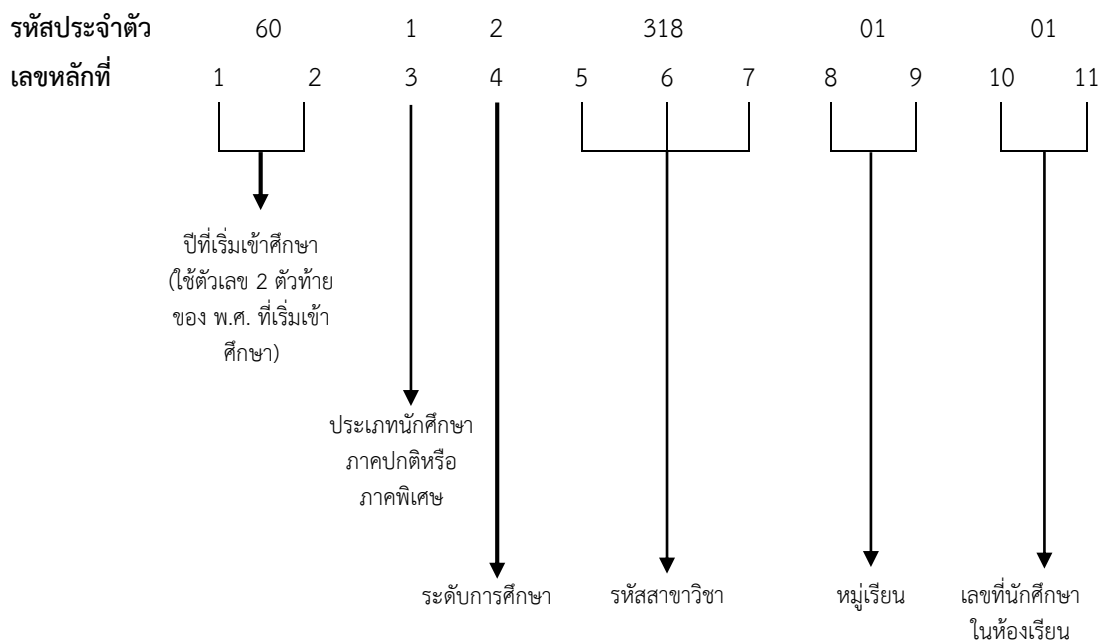 รหัสประจำตัว 60 1 2 318 01 01
เลขหลักที่ 1 2 3 4 5 6 7 8 9 10 11
ปีที่เริ่มเข้าศึกษา
(ใช้ตัวเลข 2 ตัวท้าย
ของ พ.ศ. ที่เริ่มเข้า
ศึกษา)
ประเภทนักศึกษา
ภาคปกติหรือ
ภาคพิเศษ
ระดับการศึกษา
รหัสสาขาวิชา
หมู่เรียน
เลขที่นักศึกษา
ในห้องเรียน